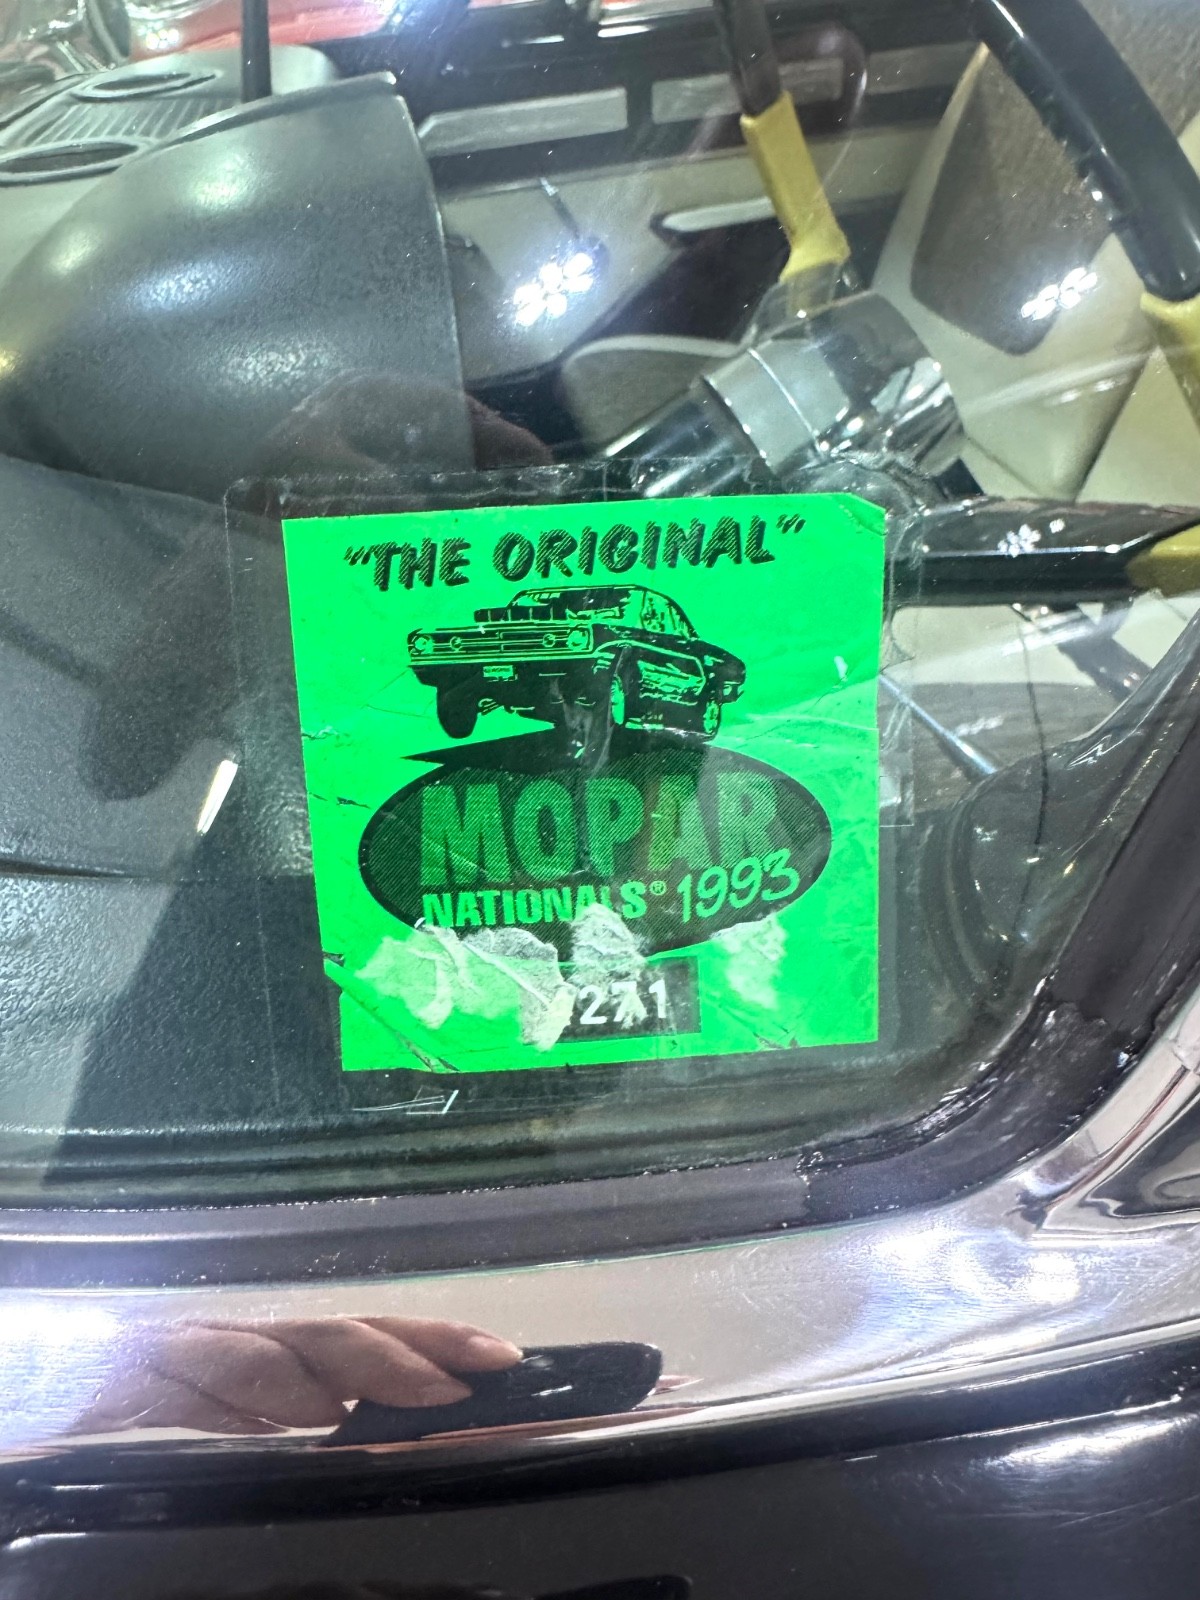 "THE ORIGINAL"
MOPAR
NATIONALS® 1993
271